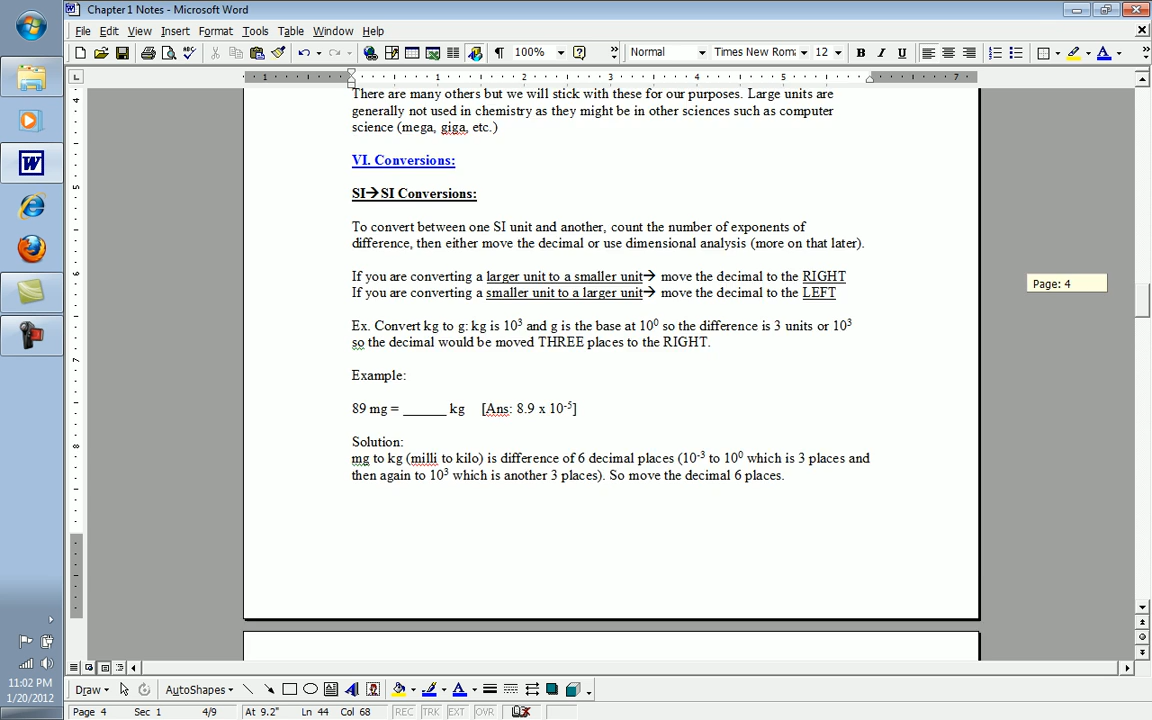 Chapter 1 Notes - Microsoft Word
File Edit View Insert Format Tools Table Window Help
100% Normal Times New Roma 12 B I U A
L 1 1 2 3 4 5 7
There are many others but we will stick with these for our purposes. Large units are
generally not used in chemistry as they might be in other sciences such as computer
science (mega, giga, etc.)
VI. Conversions:
SI→SI Conversions:
To convert between one SI unit and another, count the number of exponents of
difference, then either move the decimal or use dimensional analysis (more on that later).
If you are converting a larger unit to a smaller unit→ move the decimal to the RIGHT
If you are converting a smaller unit to a larger unit→ move the decimal to the LEFT
Page: 4
Ex. Convert kg to g: kg is 10³ and g is the base at 10⁰ so the difference is 3 units or 10³
so the decimal would be moved THREE places to the RIGHT.
Example:
89 mg = ______ kg [Ans: 8.9 x 10⁻⁵]
Solution:
mg to kg (milli to kilo) is difference of 6 decimal places (10⁻³ to 10⁰ which is 3 places and
then again to 10³ which is another 3 places). So move the decimal 6 places.
11:02 PM
1/20/2012
Draw AutoShapes A A
Page 4 Sec 1 4/9 At 9.2" Ln 44 Col 68 REC TRK EXT OVR